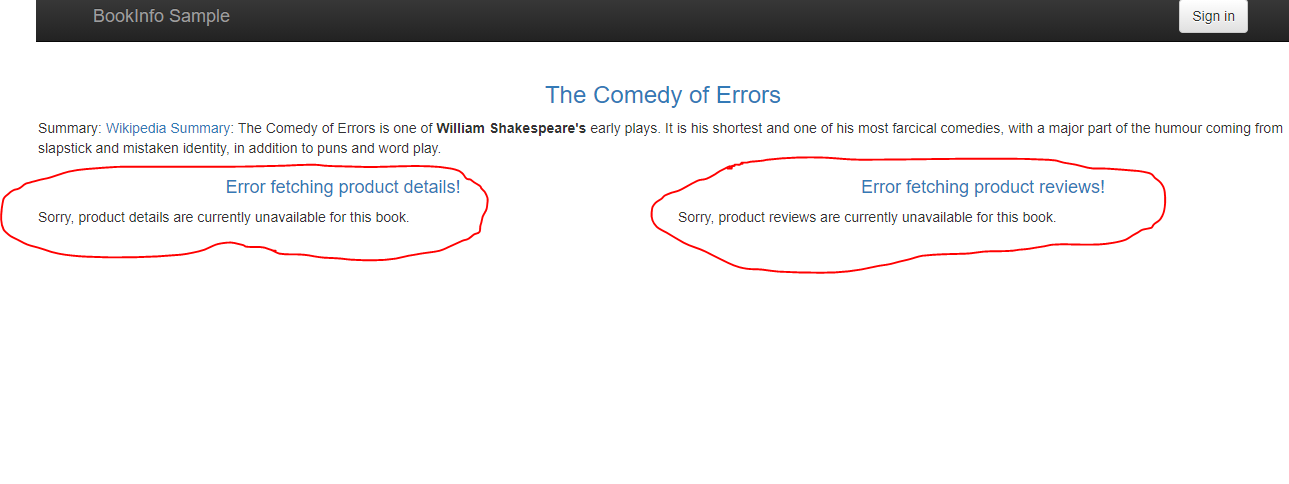 BookInfo Sample
Sign in
The Comedy of Errors
Summary: Wikipedia Summary: The Comedy of Errors is one of William Shakespeare's early plays. It is his shortest and one of his most farcical comedies, with a major part of the humour coming from
slapstick and mistaken identity, in addition to puns and word play.
Error fetching product details!
Sorry, product details are currently unavailable for this book.
Error fetching product reviews!
Sorry, product reviews are currently unavailable for this book.